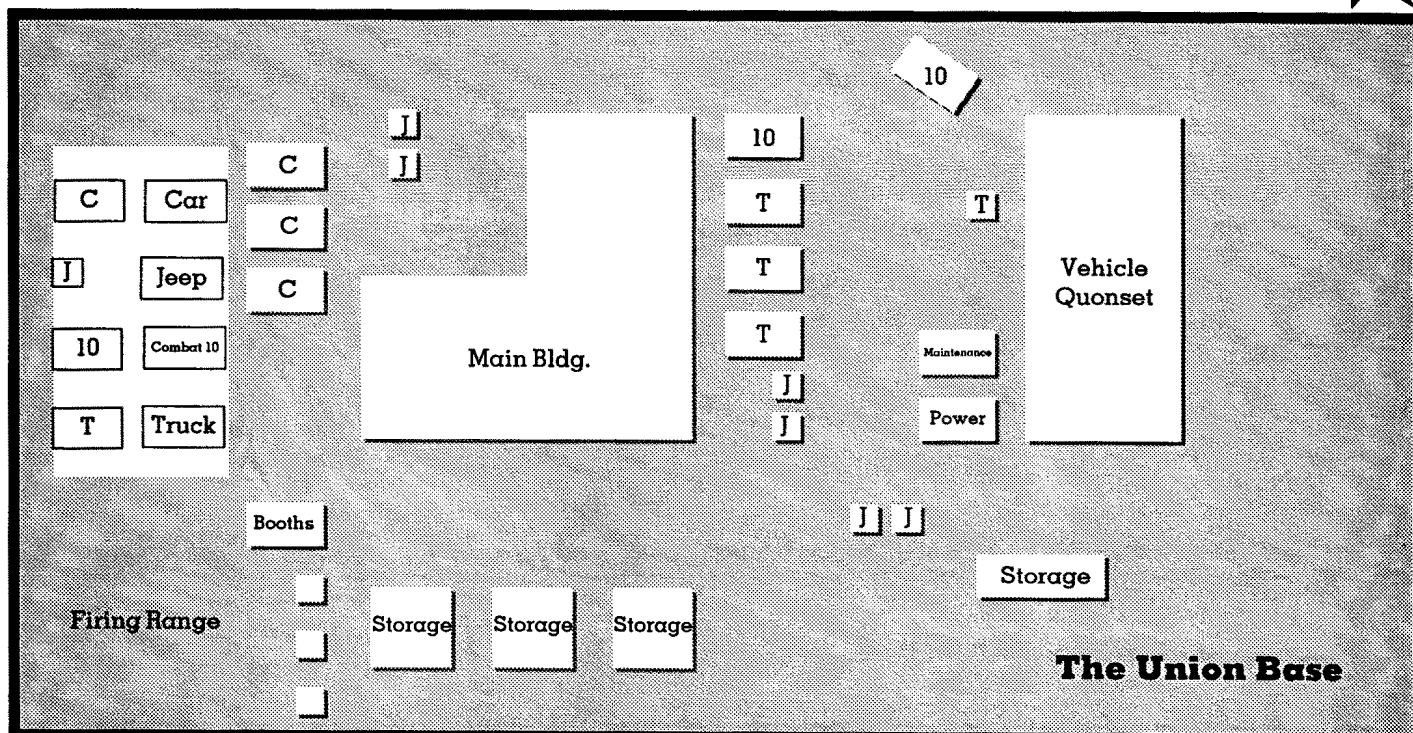 10
J
10
J
C
C
Car
T
T
C
J
Jeep
T
Vehicle
Quonset
C
10
Combat 10
T
Maintenance
Main Bldg.
J
T
Truck
Power
J
Booths
J
J
Storage
Firing Range
Storage
Storage
Storage
The Union Base